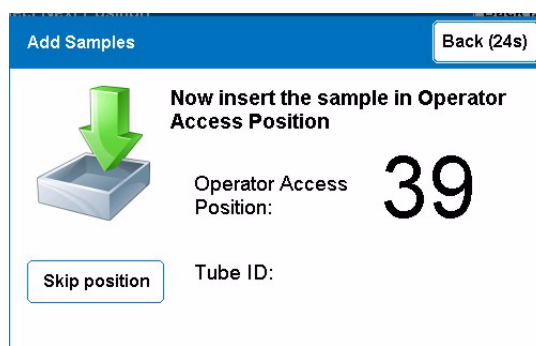 Add Samples
Back (24s)
Now insert the sample in Operator
Access Position
Operator Access
Position:
39
Skip position
Tube ID: